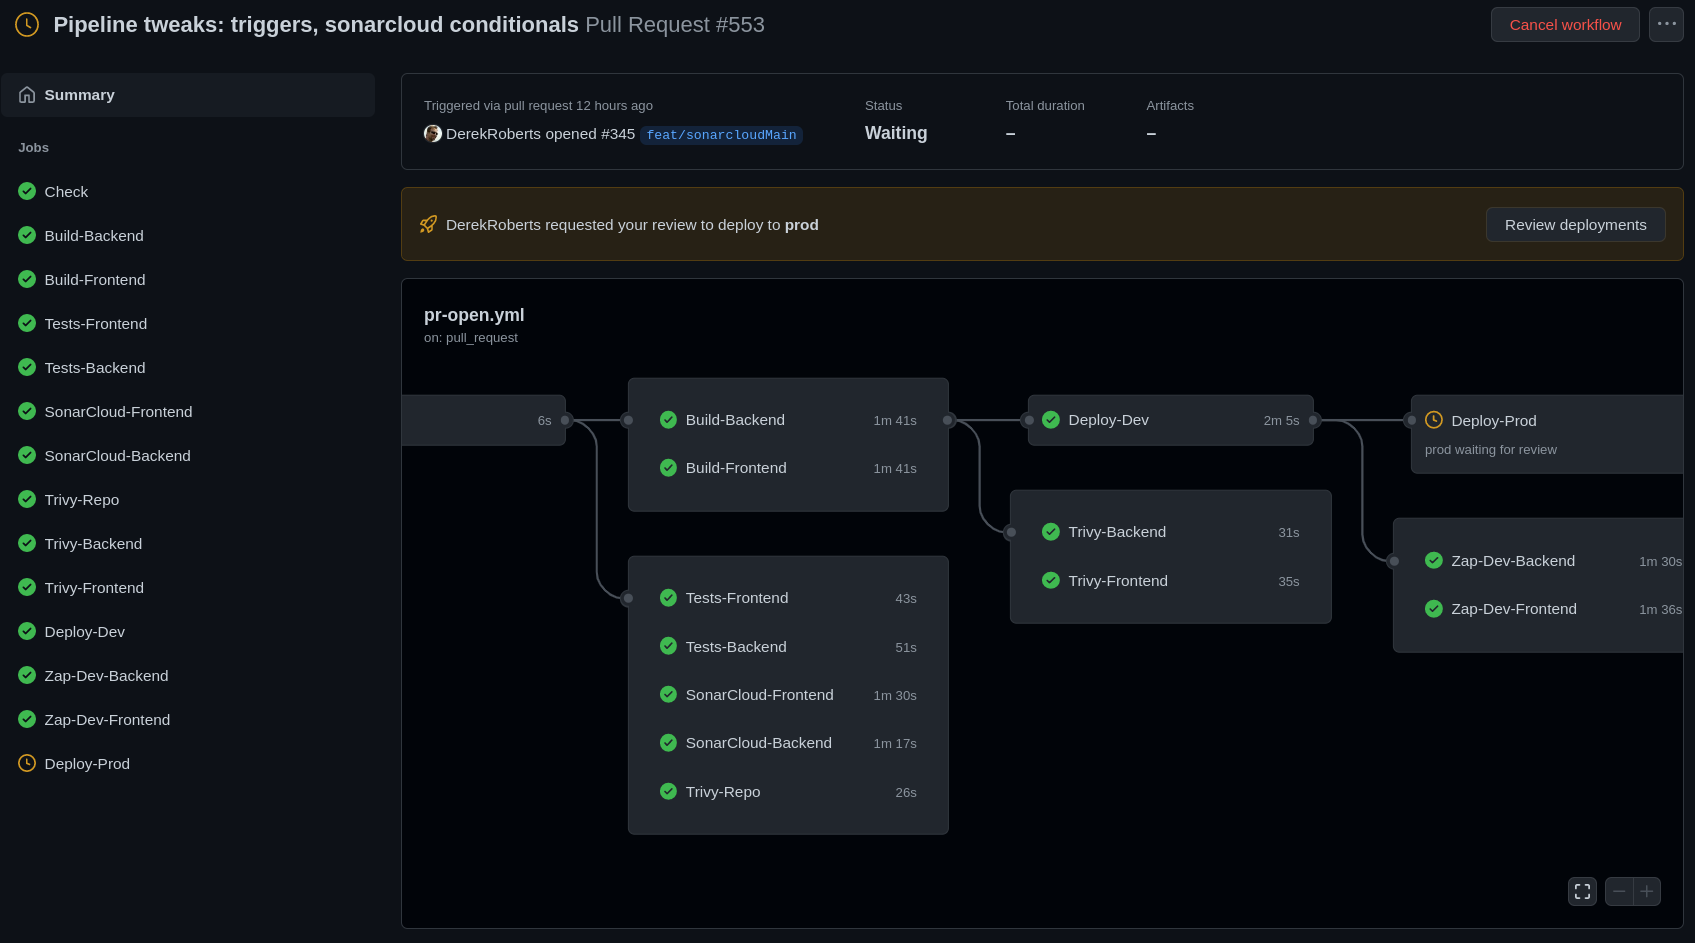 Pipeline tweaks: triggers, sonarcloud conditionals Pull Request #553
Cancel workflow
Summary
Jobs
Check
Build-Backend
Build-Frontend
Tests-Frontend
Tests-Backend
SonarCloud-Frontend
SonarCloud-Backend
Trivy-Repo
Trivy-Backend
Trivy-Frontend
Deploy-Dev
Zap-Dev-Backend
Zap-Dev-Frontend
Deploy-Prod
Triggered via pull request 12 hours ago
DerekRoberts opened #345 feat/sonarcloudMain
Status
Waiting
Total duration
–
Artifacts
–
DerekRoberts requested your review to deploy to prod
Review deployments
pr-open.yml
on: pull_request
6s
Build-Backend 1m 41s
Build-Frontend 1m 41s
Tests-Frontend 43s
Tests-Backend 51s
SonarCloud-Frontend 1m 30s
SonarCloud-Backend 1m 17s
Trivy-Repo 26s
Deploy-Dev 2m 5s
Trivy-Backend 31s
Trivy-Frontend 35s
Deploy-Prod
prod waiting for review
Zap-Dev-Backend 1m 30s
Zap-Dev-Frontend 1m 36s